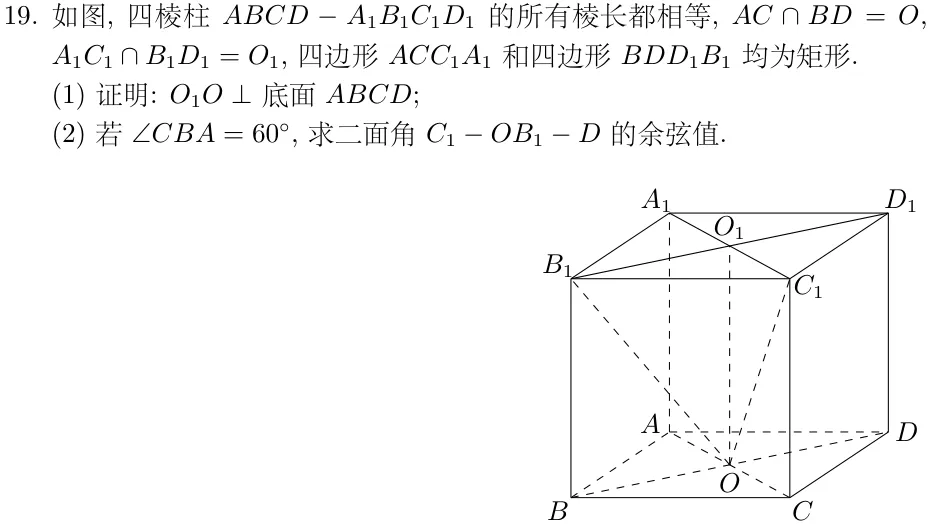 19. 如图, 四棱柱 ABCD − A₁B₁C₁D₁ 的所有棱长都相等, AC ∩ BD = O,
A₁C₁ ∩ B₁D₁ = O₁, 四边形 ACC₁A₁ 和四边形 BDD₁B₁ 均为矩形.
(1) 证明: O₁O ⊥ 底面 ABCD;
(2) 若 ∠CBA = 60°, 求二面角 C₁ − OB₁ − D 的余弦值.
A₁
D₁
O₁
B₁
C₁
A
D
O
B
C